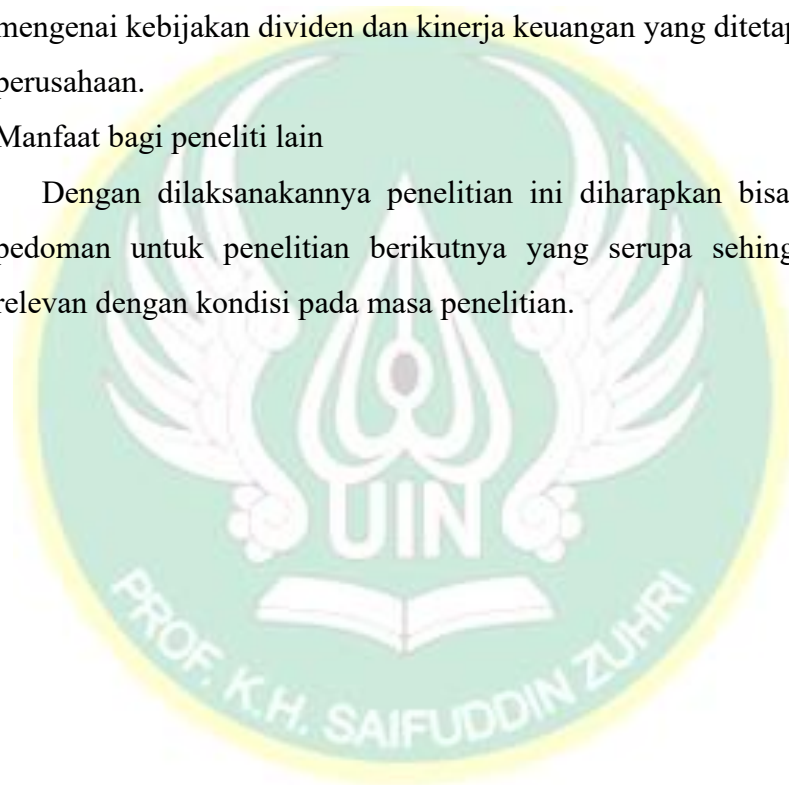 mengenai kebijakan dividen dan kinerja keuangan yang ditetap
perusahaan.
Manfaat bagi peneliti lain
Dengan dilaksanakannya penelitian ini diharapkan bisa
pedoman untuk penelitian berikutnya yang serupa sehing
relevan dengan kondisi pada masa penelitian.
UIN
PROF. K.H. SAIFUDDIN ZUHRI